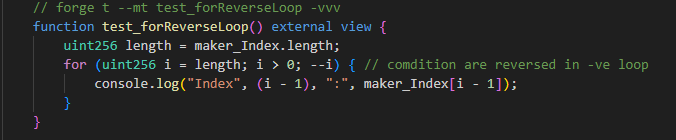 // forge t --mt test_forReverseLoop -vvv
function test_forReverseLoop() external view {
uint256 length = maker_Index.length;
for (uint256 i = length; i > 0; --i) { // comdition are reversed in -ve loop
console.log("Index", (i - 1), ":", maker_Index[i - 1]);
}
}